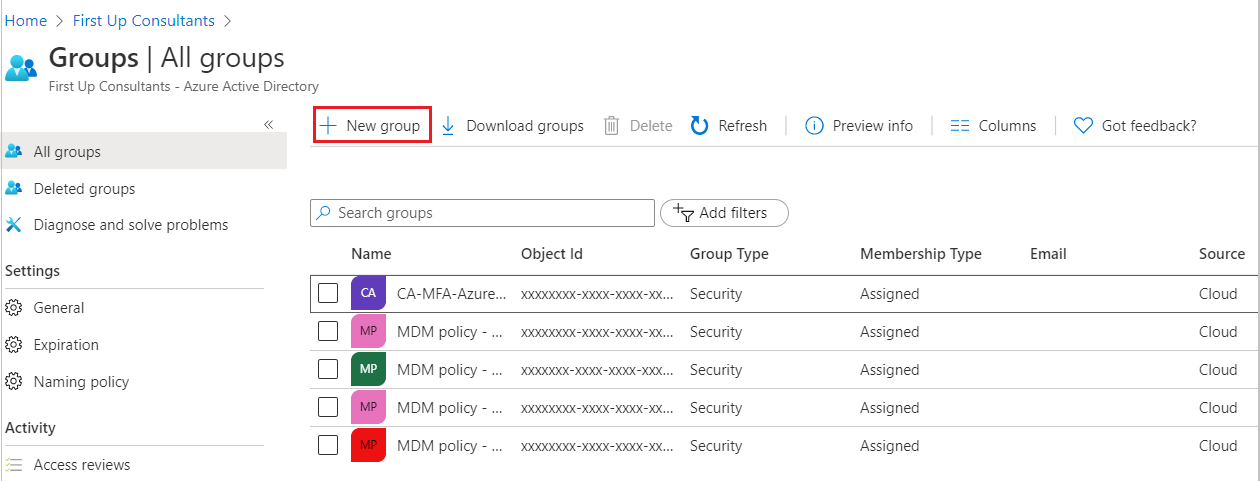 Home > First Up Consultants >
Groups | All groups
First Up Consultants - Azure Active Directory
«
New group Download groups Delete Refresh Preview info Columns Got feedback?
All groups
Deleted groups
Diagnose and solve problems
Settings
General
Expiration
Naming policy
Activity
Access reviews
Search groups Add filters
Name Object Id Group Type Membership Type Email Source
CA CA-MFA-Azure... xxxxxxxx-xxxx-xxxx-xx... Security Assigned Cloud
MP MDM policy - ... xxxxxxxx-xxxx-xxxx-xx... Security Assigned Cloud
MP MDM policy - ... xxxxxxx-xxxx-xxxx-xxx... Security Assigned Cloud
MP MDM policy - ... xxxxxxxx-xxxx-xxxx-xx... Security Assigned Cloud
MP MDM policy - ... xxxxxxxx-xxxx-xxxx-xx... Security Assigned Cloud